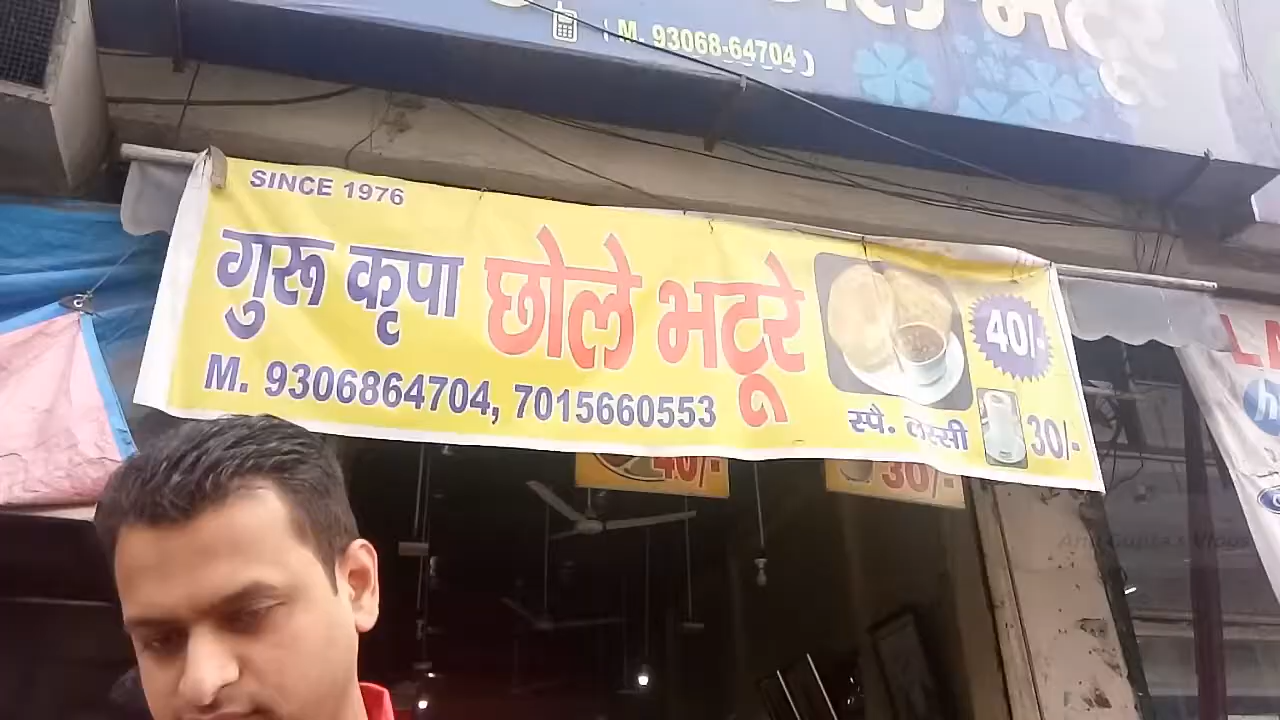 ( M. 93068-64704 )
SINCE 1976
गुरू कृपा छोले भटूरे
40/-
M. 9306864704, 7015660553
स्पै. लस्सी 30/-
40/-
30/-